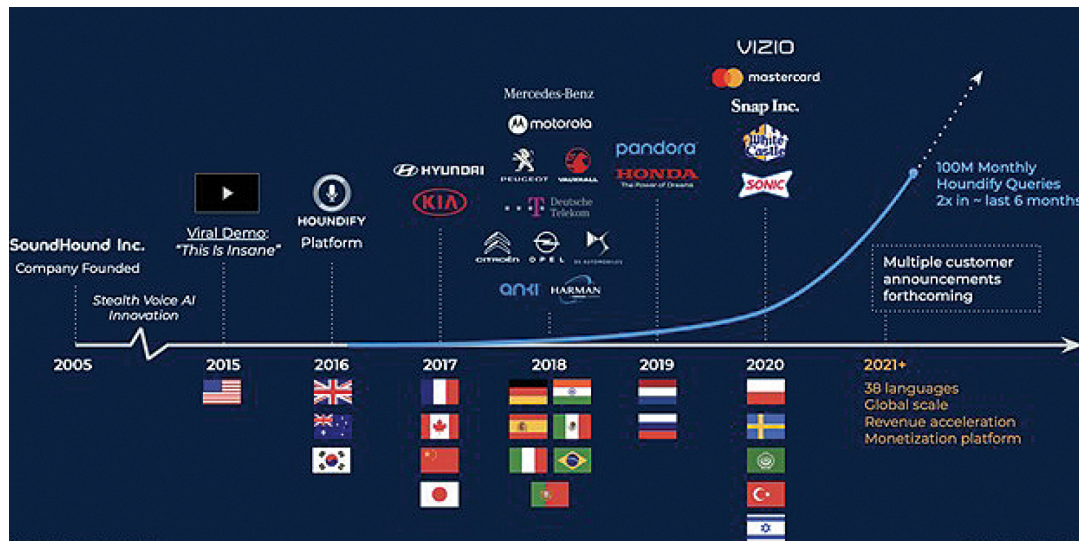 SoundHound Inc.
Company Founded
Stealth Voice AI
Innovation
Viral Demo:
"This Is Insane"
HOUNDIFY
Platform
HYUNDAI
KIA
Mercedes-Benz
motorola
PEUGEOT
VAUXHALL
Deutsche
Telekom
CITROËN
OPEL
DS AUTOMOBILES
anki
HARMAN
pandora
HONDA
The Power of Dreams
VIZIO
mastercard
Snap Inc.
White
Castle
SONIC
100M Monthly
Houndify Queries
2x in ~ last 6 months
Multiple customer
announcements
forthcoming
2005
2015
2016
2017
2018
2019
2020
2021+
38 languages
Global scale
Revenue acceleration
Monetization platform